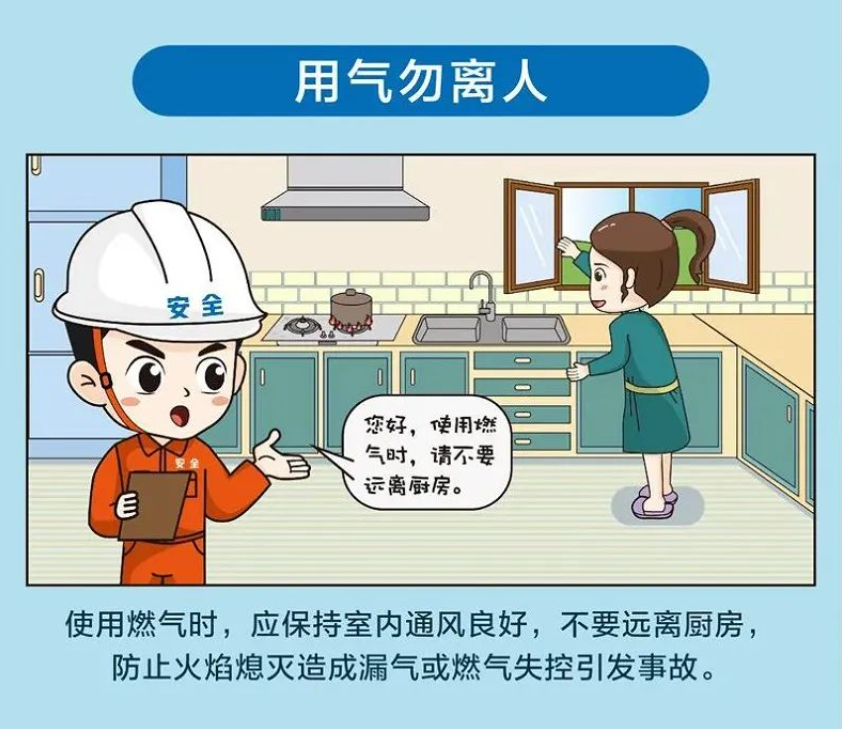 用气勿离人
安全
安全
您好，使用燃
气时，请不要
远离厨房。
使用燃气时，应保持室内通风良好，不要远离厨房，
防止火焰熄灭造成漏气或燃气失控引发事故。